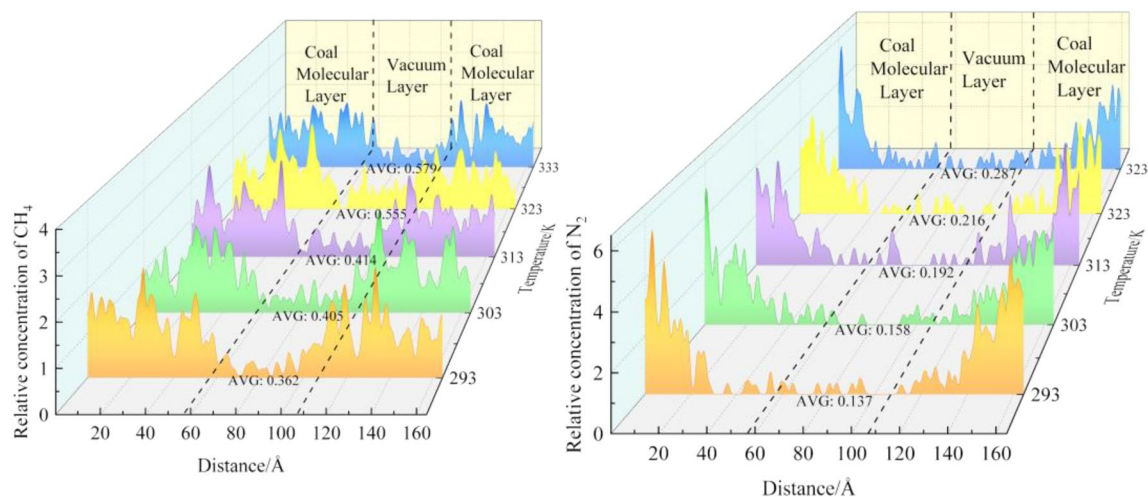 Coal
Molecular
Layer
Vacuum
Layer
Coal
Molecular
Layer
AVG: 0.579
AVG: 0.555
AVG: 0.414
AVG: 0.405
AVG: 0.362
333
323
313
303
293
Temperature/K
Relative concentration of CH₄
4
3
2
1
0
20 40 60 80 100 120 140 160
Distance/Å
Coal
Molecular
Layer
Vacuum
Layer
Coal
Molecular
Layer
AVG: 0.287
AVG: 0.216
AVG: 0.192
AVG: 0.158
AVG: 0.137
323
323
313
303
293
Temperature/K
Relative concentration of N₂
6
4
2
0
20 40 60 80 100 120 140 160
Distance/Å